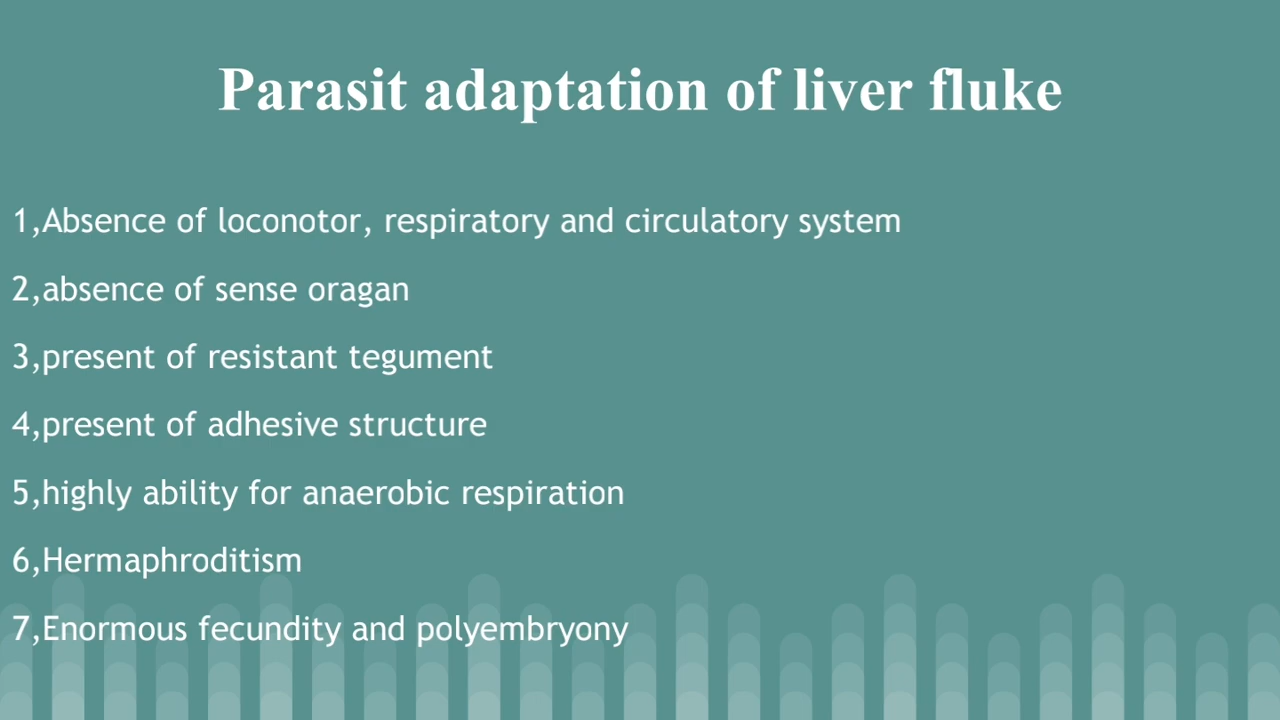 Parasit adaptation of liver fluke
1,Absence of loconotor, respiratory and circulatory system
2,absence of sense oragan
3,present of resistant tegument
4,present of adhesive structure
5,highly ability for anaerobic respiration
6,Hermaphroditism
7,Enormous fecundity and polyembryony